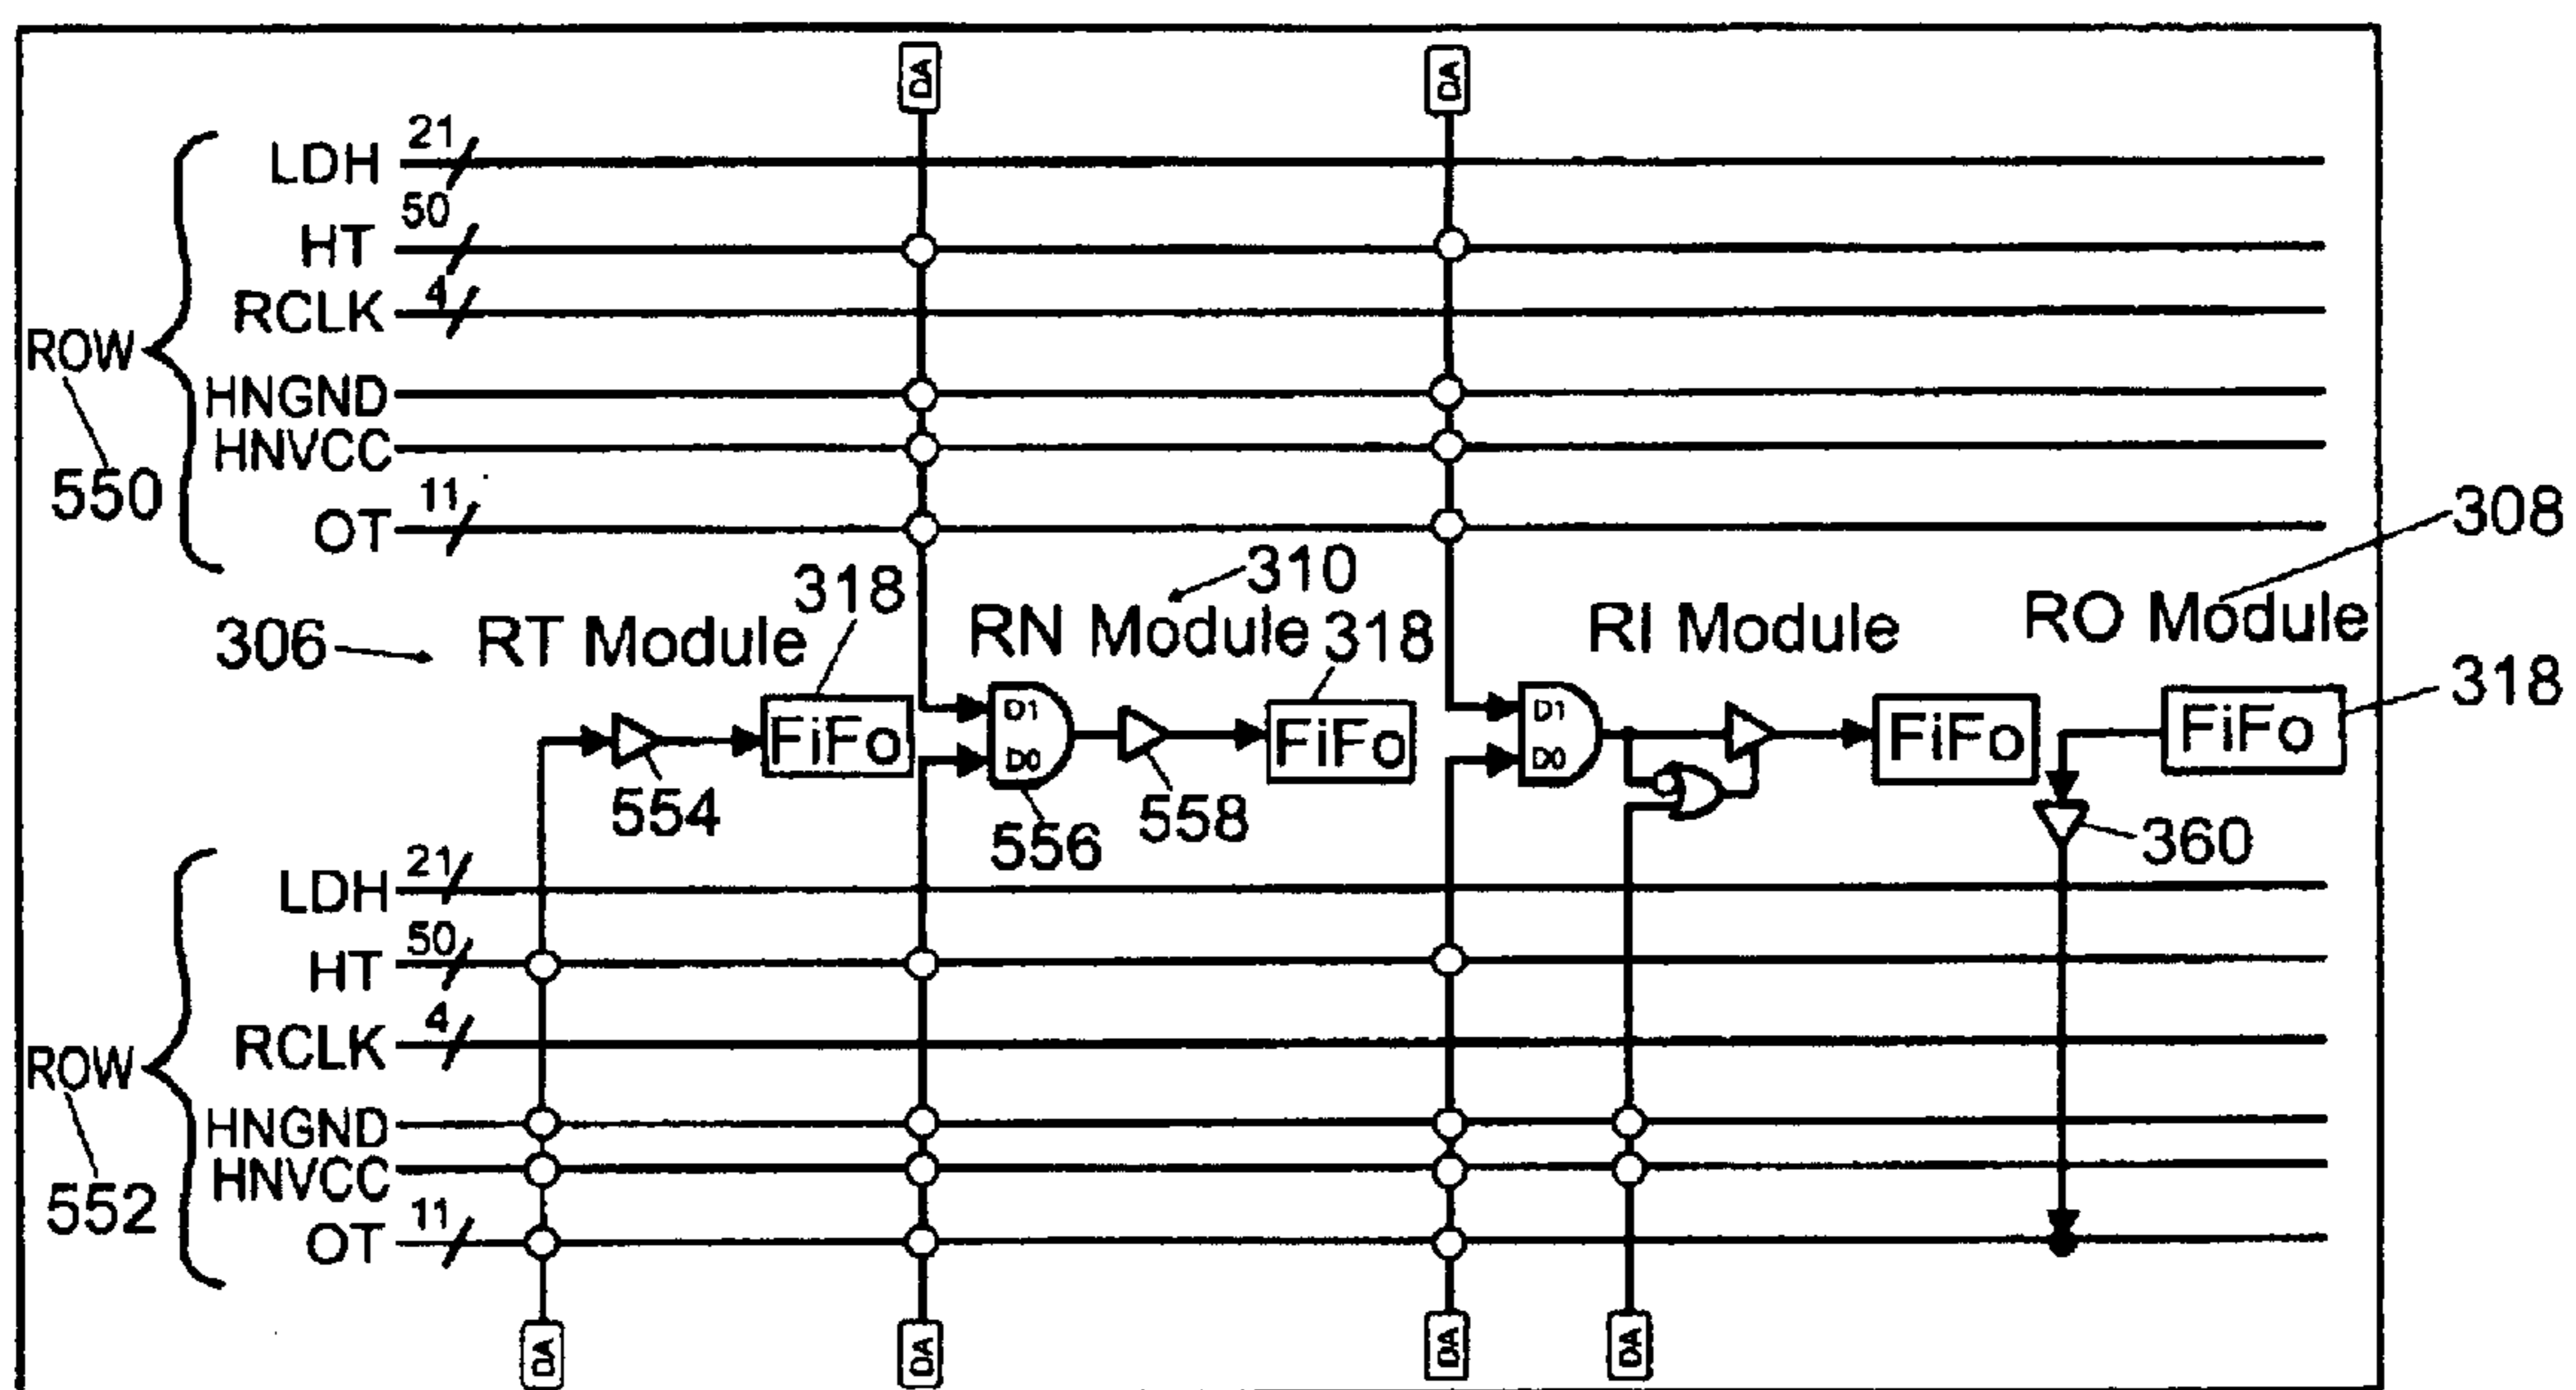 DA DA
LDH 21
HT 50
RCLK 4
ROW
HNGND
HNVCC
550
OT 11
308
306 RT Module 318 RN Module 310 318 RI Module RO Module
318
FiFo D1 D0 FiFo D1 D0 FiFo FiFo
554 556 558 360
LDH 21
HT 50
RCLK 4
ROW
HNGND
HNVCC
552
OT 11
DA DA DA DA